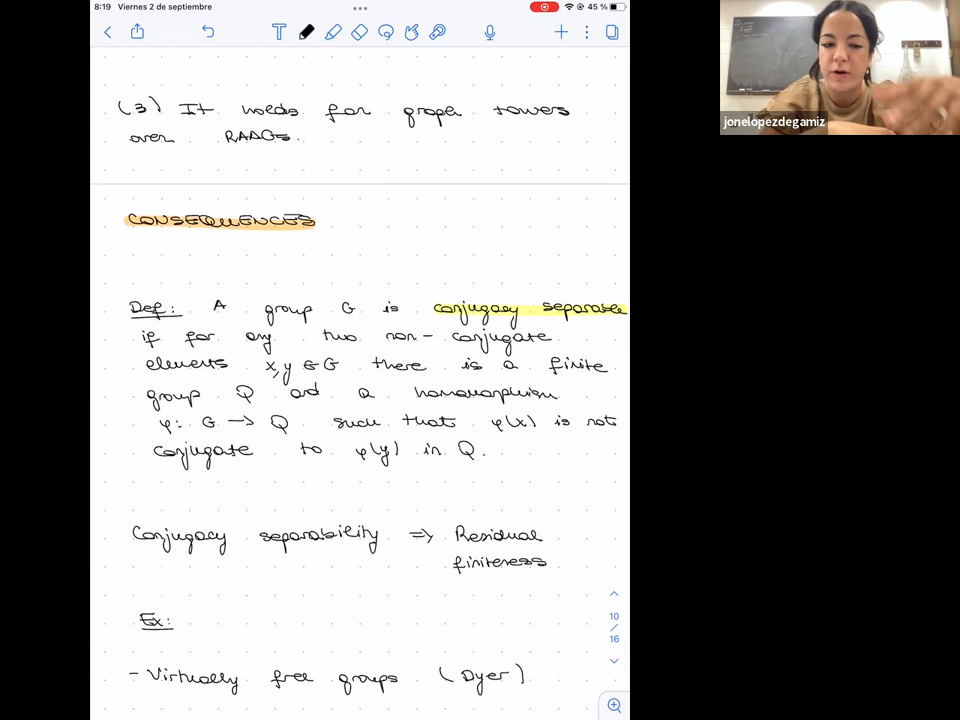 8:19 Viernes 2 de septiembre
45 %
jonelopezdegamiz
(3) It holds for graph towers
over RAAGs.
CONSEQUENCES
Def: A group G is conjugacy separable
if for any two non-conjugate
elements x,y ∈ G there is a finite
group Q and a homomorphism
φ: G → Q such that φ(x) is not
conjugate to φ(y) in Q.
Conjugacy separability ⇒ Residual
finiteness
Ex:
- Virtually free groups (Dyer)
10
/
16